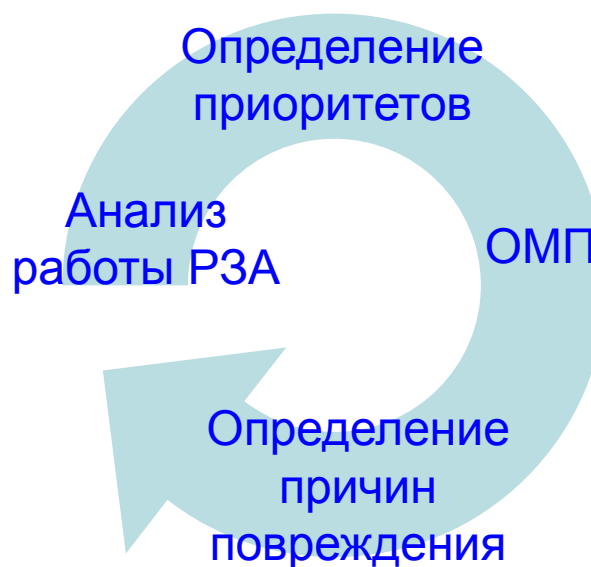 Определение
приоритетов
Анализ
работы РЗА
ОМП
Определение
причин
повреждения